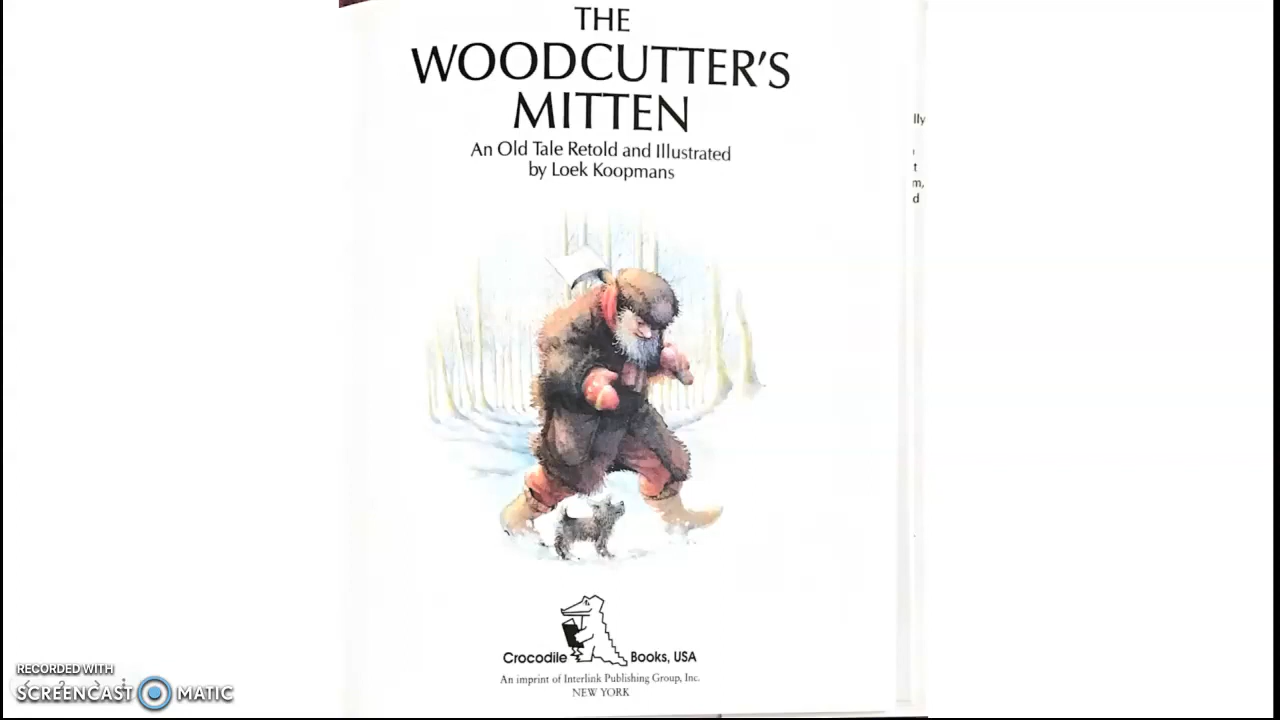 THE
WOODCUTTER'S
MITTEN
An Old Tale Retold and Illustrated
by Loek Koopmans
Crocodile Books, USA
An imprint of Interlink Publishing Group, Inc.
NEW YORK
lly
t
m,
d
RECORDED WITH
SCREENCAST MATIC